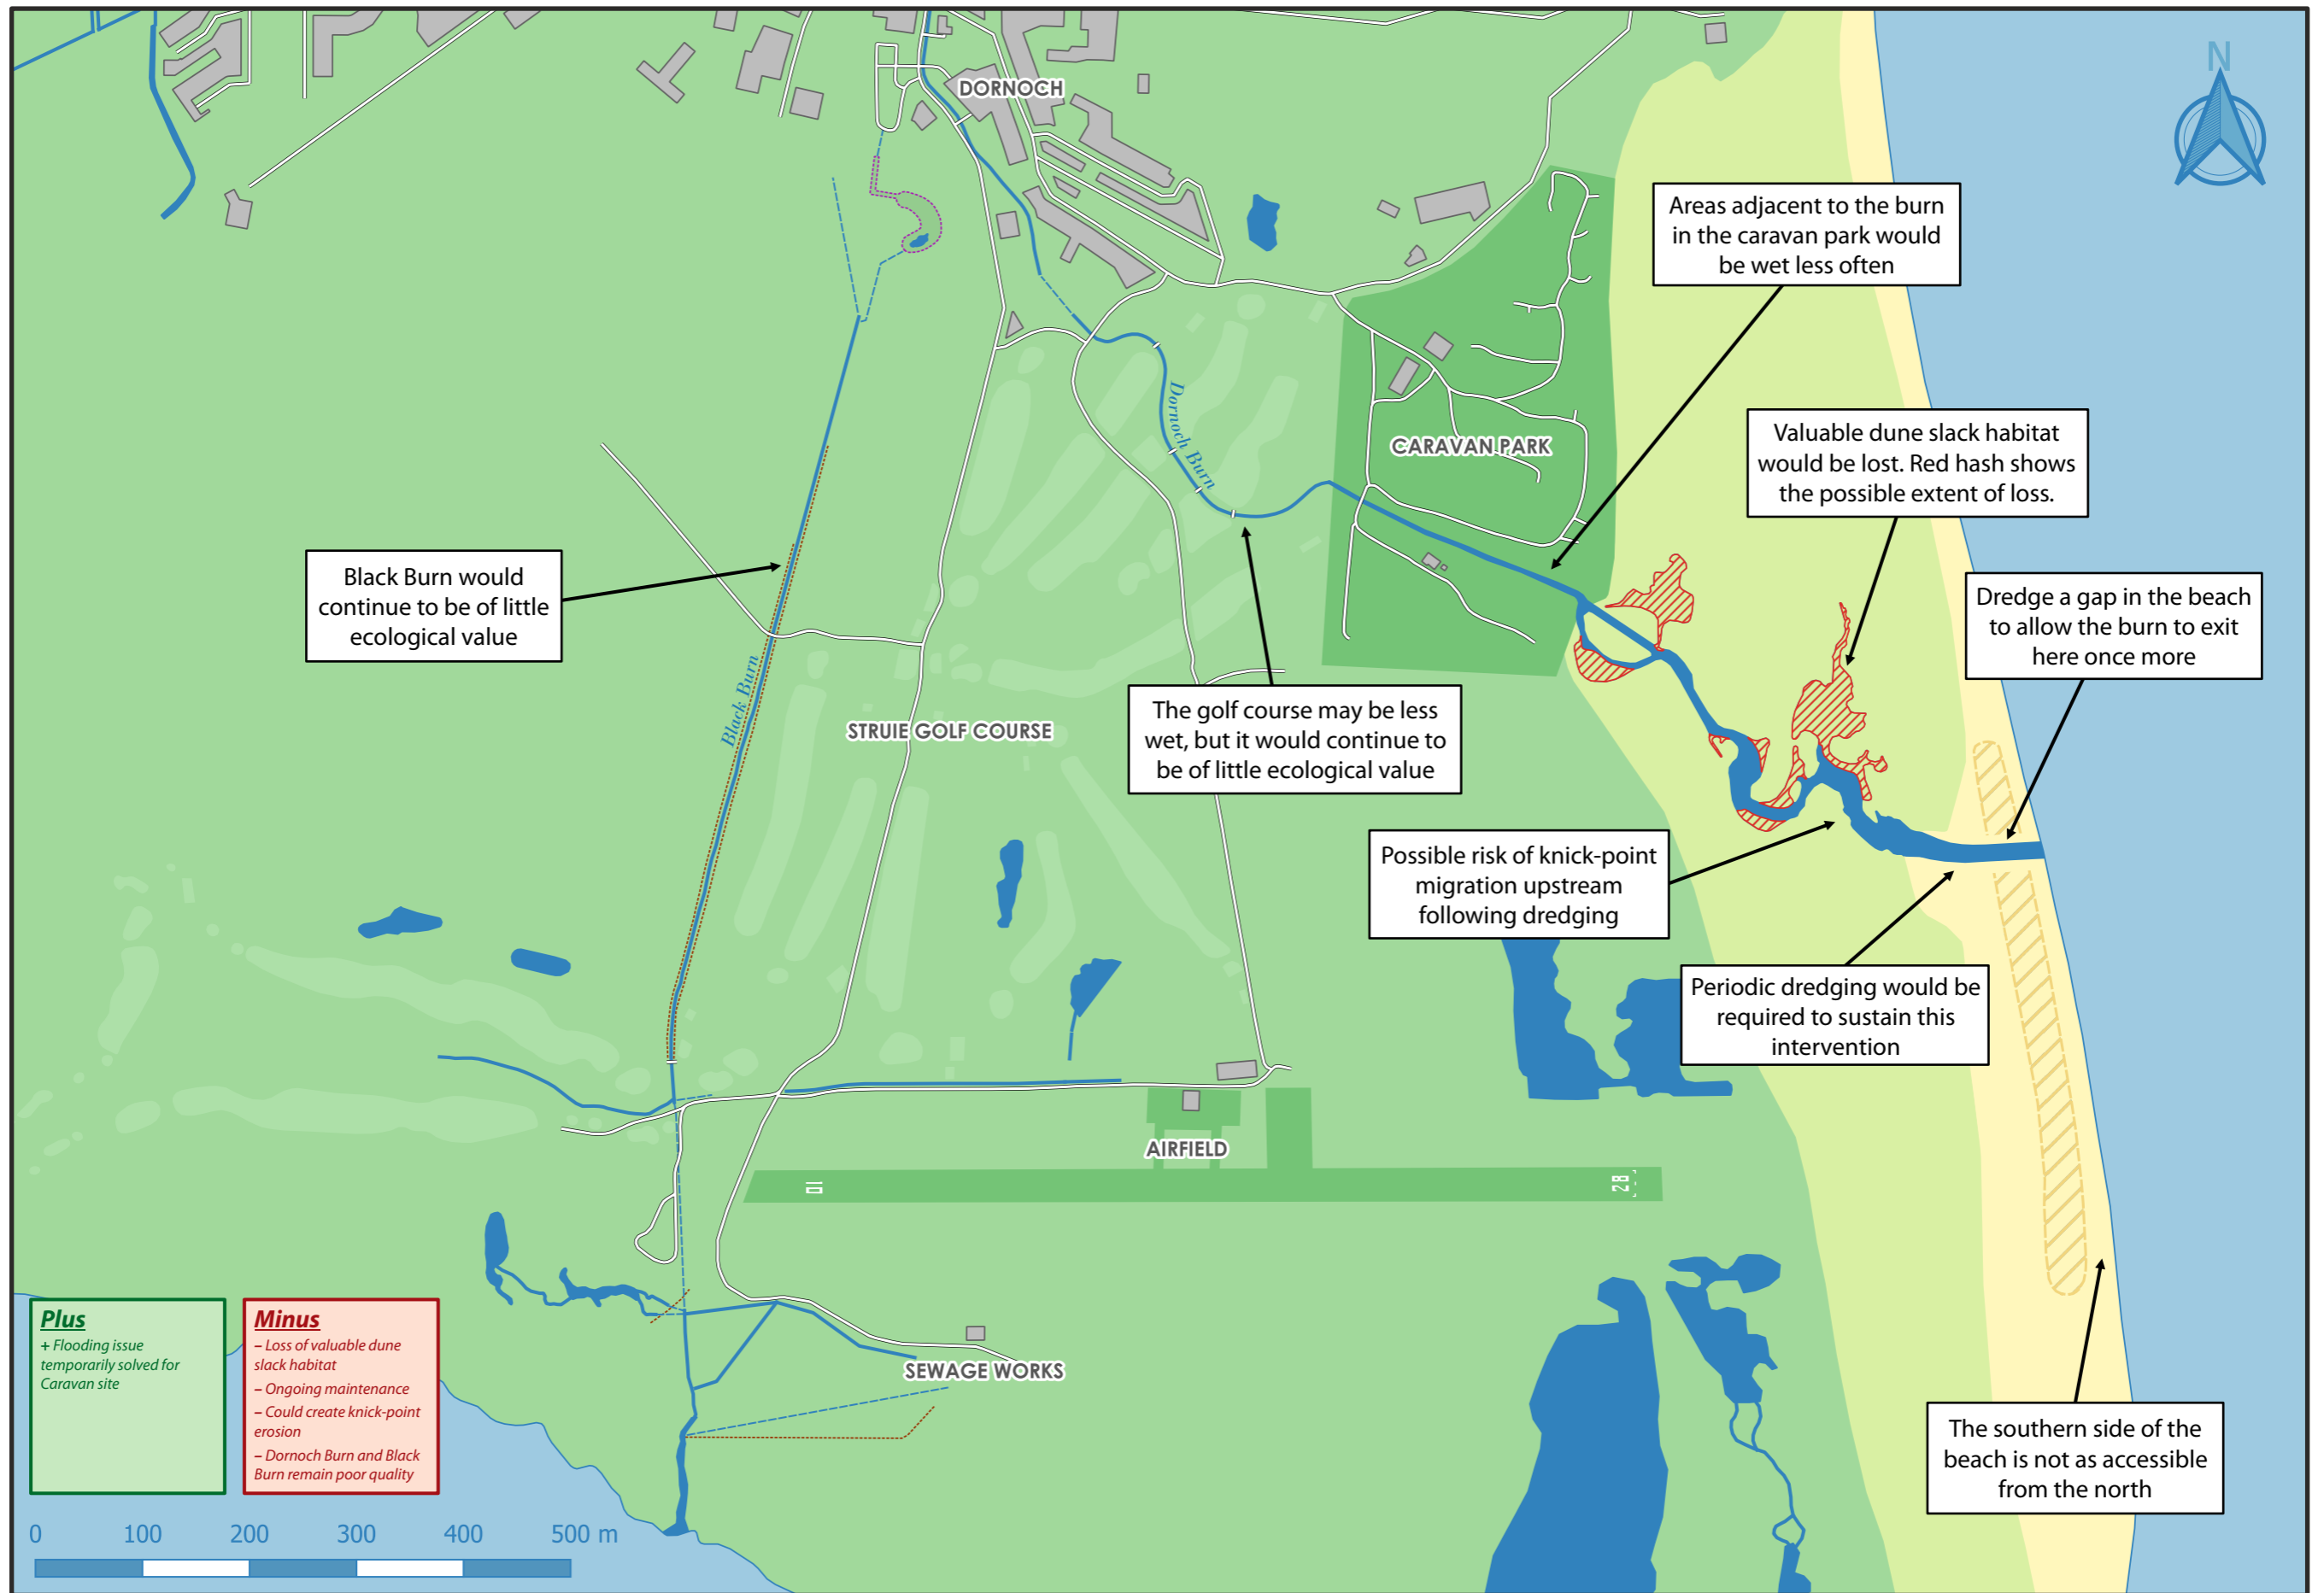 N
DORNOCH
Areas adjacent to the burn
in the caravan park would
be wet less often
Dornoch Burn
CARAVAN PARK
Valuable dune slack habitat
would be lost. Red hash shows
the possible extent of loss.
Black Burn would
continue to be of little
ecological value
Dredge a gap in the beach
to allow the burn to exit
here once more
Black Burn
STRUIE GOLF COURSE
The golf course may be less
wet, but it would continue to
be of little ecological value
Possible risk of knick-point
migration upstream
following dredging
Periodic dredging would be
required to sustain this
intervention
AIRFIELD
10
28
SEWAGE WORKS
The southern side of the
beach is not as accessible
from the north
Plus
+ Flooding issue
temporarily solved for
Caravan site
Minus
– Loss of valuable dune
slack habitat
– Ongoing maintenance
– Could create knick-point
erosion
– Dornoch Burn and Black
Burn remain poor quality
0 100 200 300 400 500 m